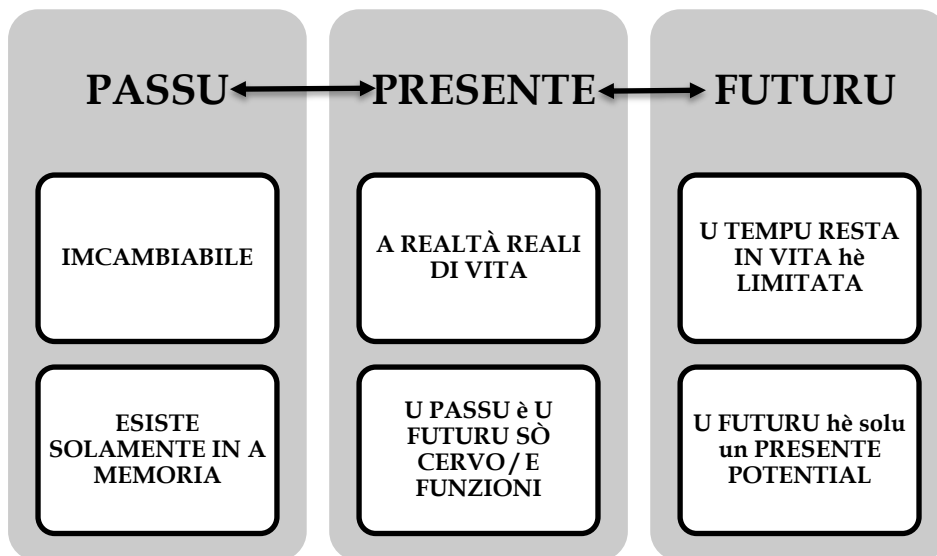 PASSU
IMCAMBIABILE
ESISTE
SOLAMENTE IN A
MEMORIA
PRESENTE
A REALTÀ REALI
DI VITA
U PASSU è U
FUTURU SÒ
CERVO / E
FUNZIONI
FUTURU
U TEMPU RESTA
IN VITA hè
LIMITATA
U FUTURU hè solu
un PRESENTE
POTENTIAL